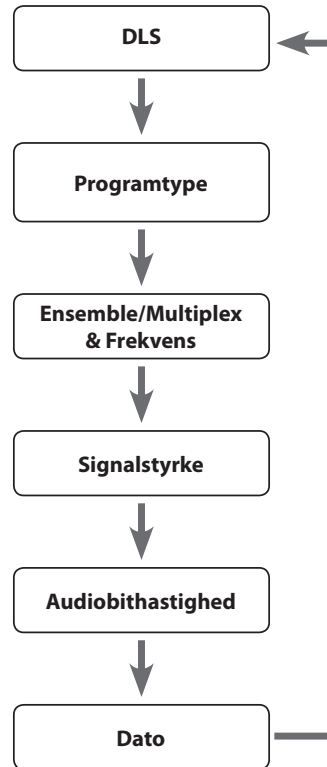 DLS
Programtype
Ensemble/Multiplex
& Frekvens
Signalstyrke
Audiobithastighed
Dato